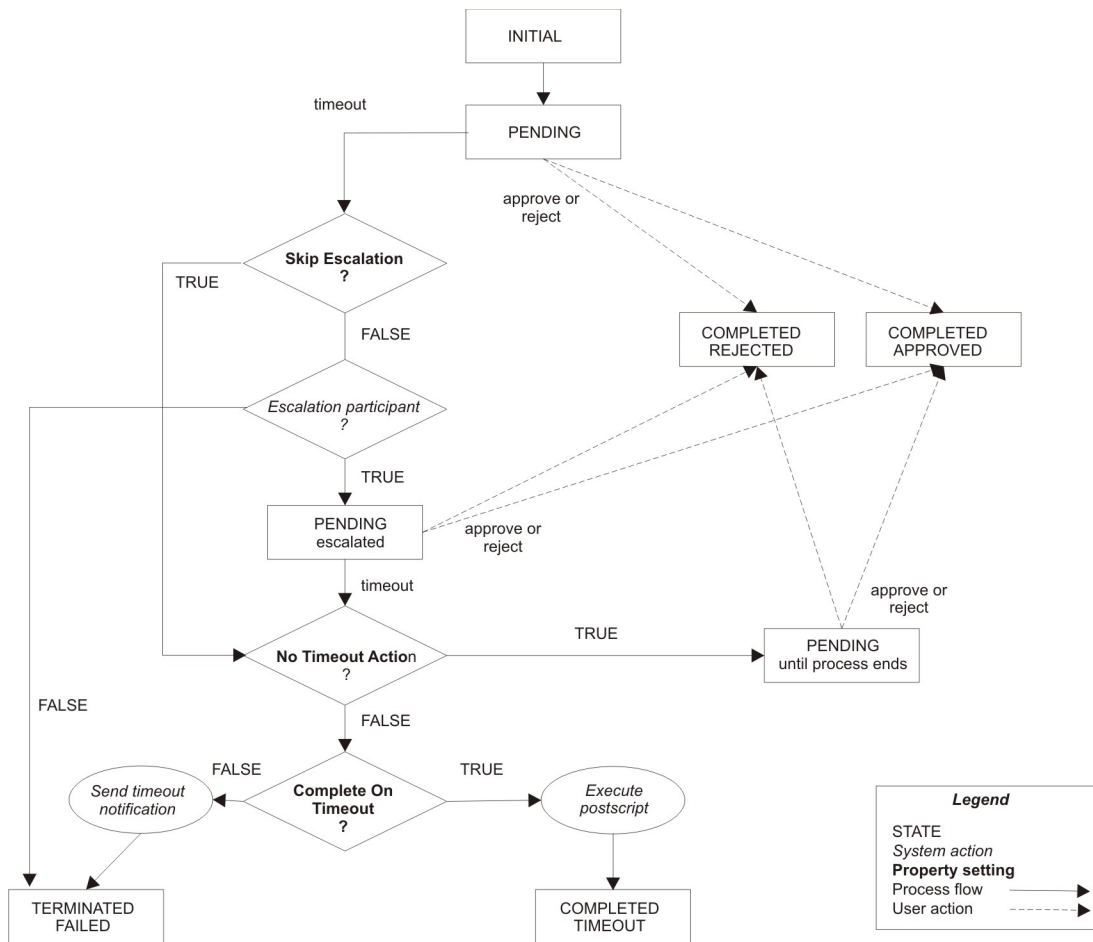 INITIAL
timeout
PENDING
approve or
reject
Skip Escalation
?
TRUE
FALSE
COMPLETED
REJECTED
COMPLETED
APPROVED
Escalation participant
?
TRUE
PENDING
escalated
approve or
reject
timeout
approve or
reject
TRUE
No Timeout Action
?
PENDING
until process ends
FALSE
FALSE
FALSE
TRUE
Send timeout
notification
Complete On
Timeout
?
Execute
postscript
Legend
STATE
System action
Property setting
Process flow
User action
TERMINATED
FAILED
COMPLETED
TIMEOUT